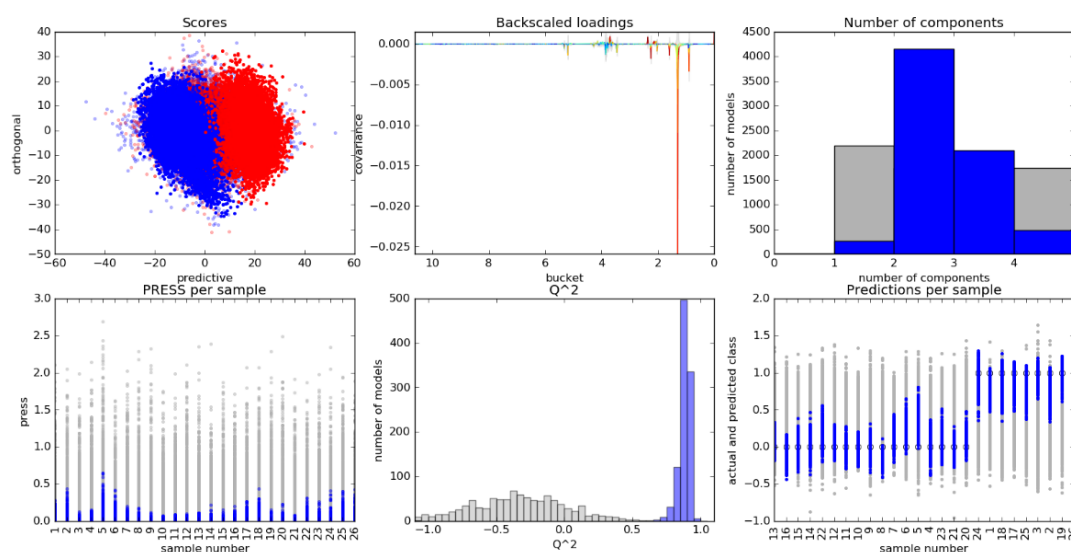 Scores
40
30
20
10
0
−10
−20
−30
−40
−50
orthogonal
−60 −40 −20 0 20 40 60
predictive
Backscaled loadings
0.000
−0.005
−0.010
−0.015
−0.020
−0.025
covariance
10 8 6 4 2 0
bucket
Number of components
4500
4000
3500
3000
2500
2000
1500
1000
500
0
number of models
0 1 2 3 4
number of components
PRESS per sample
3.0
2.5
2.0
1.5
1.0
0.5
0.0
press
1 2 3 4 5 6 7 8 9 10 11 12 13 14 15 16 17 18 19 20 21 22 23 24 25 26
sample number
Q^2
500
400
300
200
100
0
number of models
−1.0 −0.5 0.0 0.5 1.0
Q^2
Predictions per sample
2.0
1.5
1.0
0.5
0.0
−0.5
−1.0
actual and predicted class
13 16 14 22 12 11 8 7 6 5 4 23 21 20 24 1 18 17 25 2 19
sample number